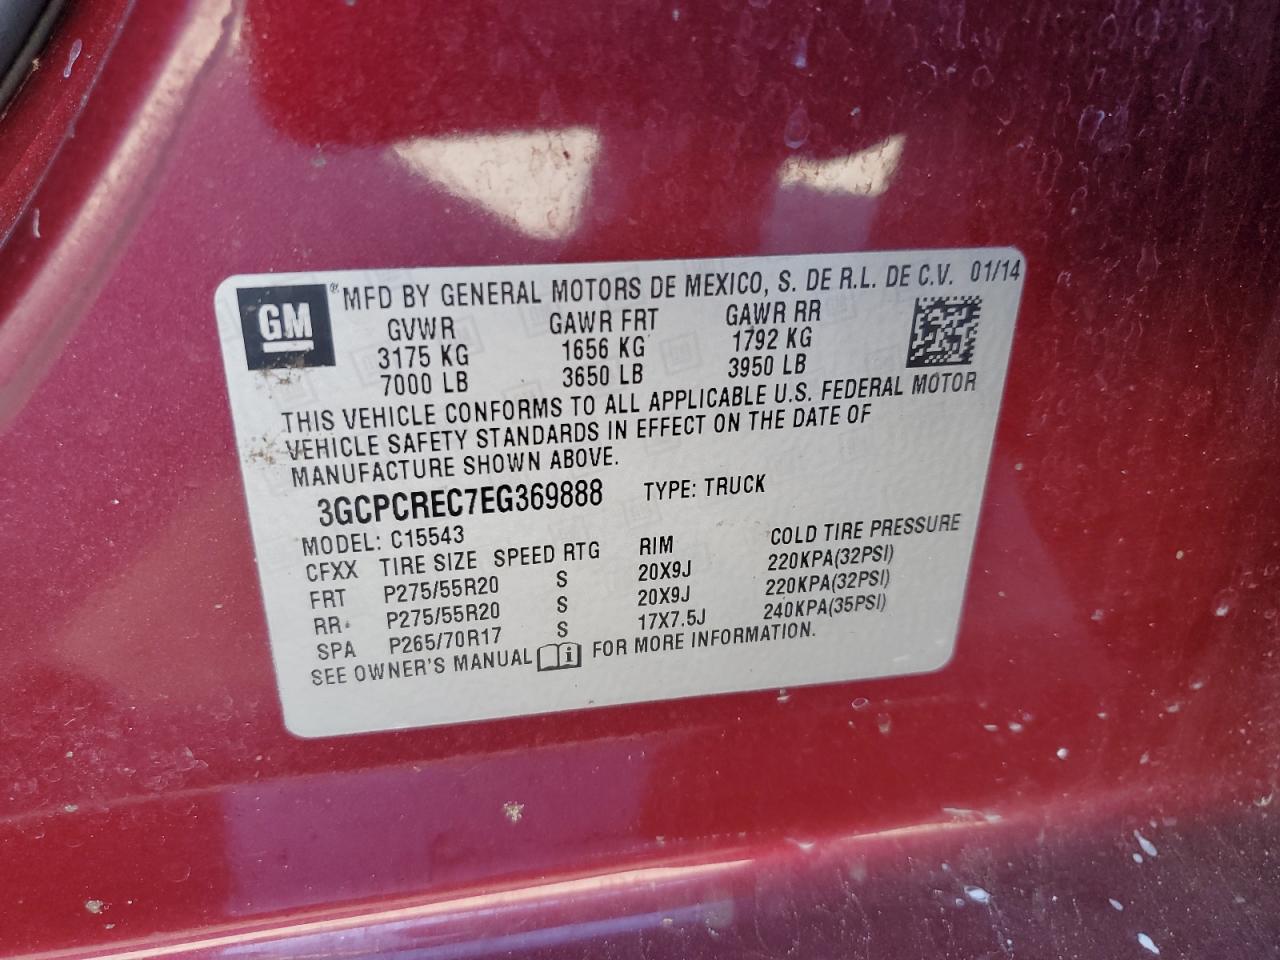 GM ® MFD BY GENERAL MOTORS DE MEXICO, S. DE R.L. DE C.V. 01/14
GVWR GAWR FRT GAWR RR
3175 KG 1656 KG 1792 KG
7000 LB 3650 LB 3950 LB
THIS VEHICLE CONFORMS TO ALL APPLICABLE U.S. FEDERAL MOTOR
VEHICLE SAFETY STANDARDS IN EFFECT ON THE DATE OF
MANUFACTURE SHOWN ABOVE.
3GCPCREC7EG369888 TYPE: TRUCK
MODEL: C15543
CFXX TIRE SIZE SPEED RTG RIM COLD TIRE PRESSURE
FRT P275/55R20 S 20X9J 220KPA(32PSI)
RR P275/55R20 S 20X9J 220KPA(32PSI)
SPA P265/70R17 S 17X7.5J 240KPA(35PSI)
SEE OWNER'S MANUAL i FOR MORE INFORMATION.